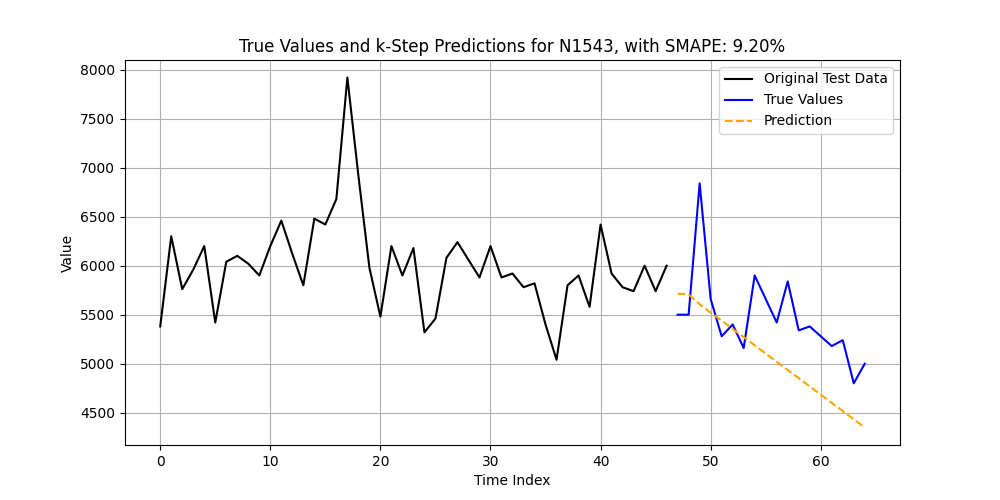 True Values and k-Step Predictions for N1543, with SMAPE: 9.20%
Original Test Data
True Values
Prediction
8000
7500
7000
6500
6000
5500
5000
4500
Value
0 10 20 30 40 50 60
Time Index